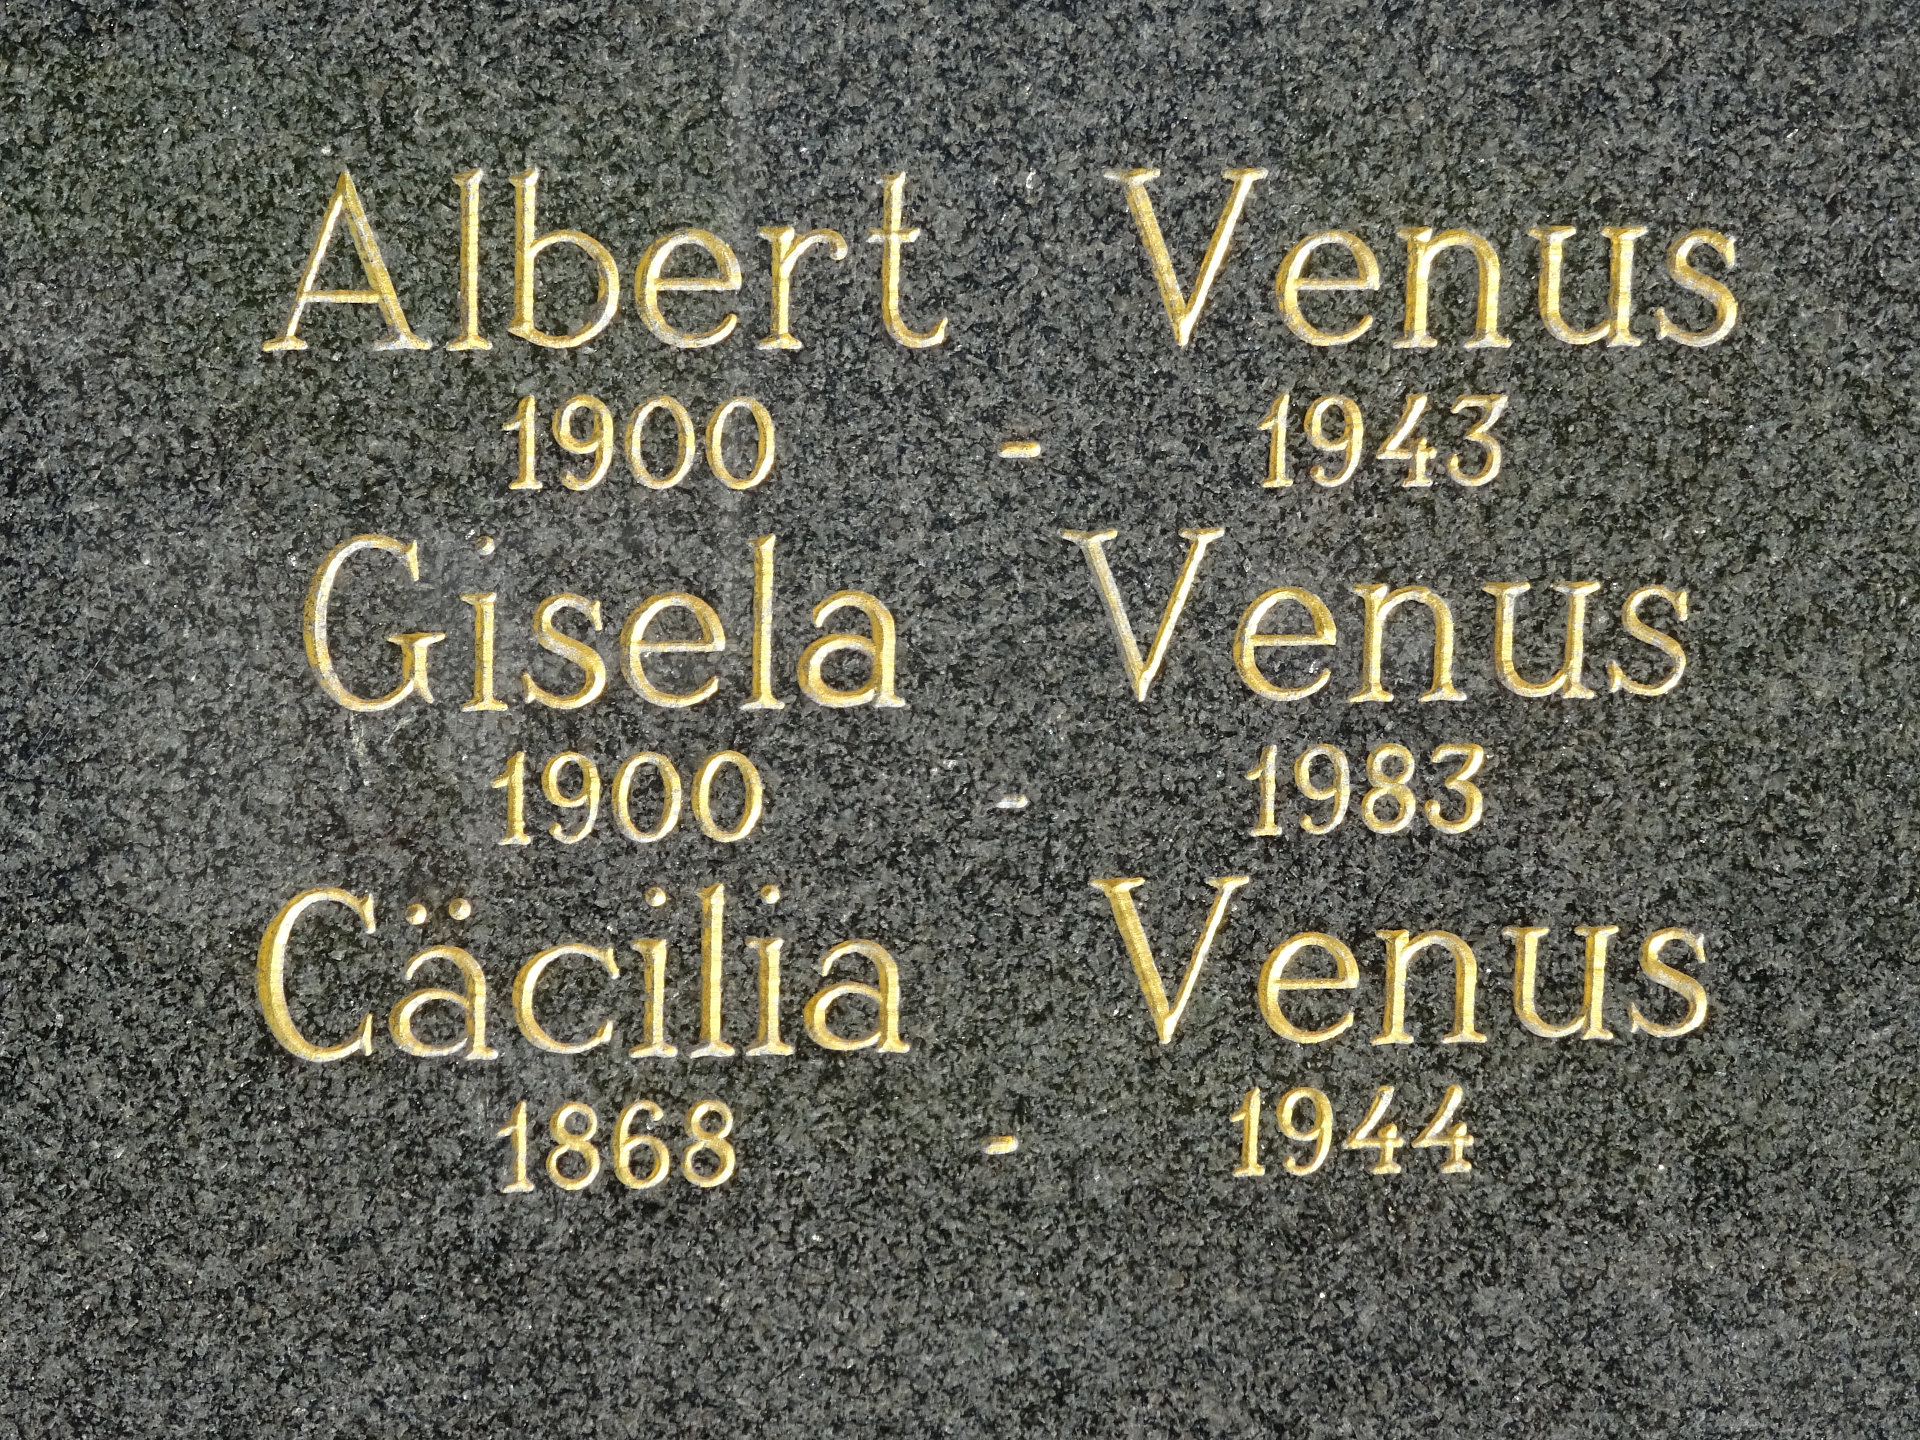 Albert Venus
1900 - 1943
Gisela Venus
1900 - 1983
Cäcilia Venus
1868 - 1944